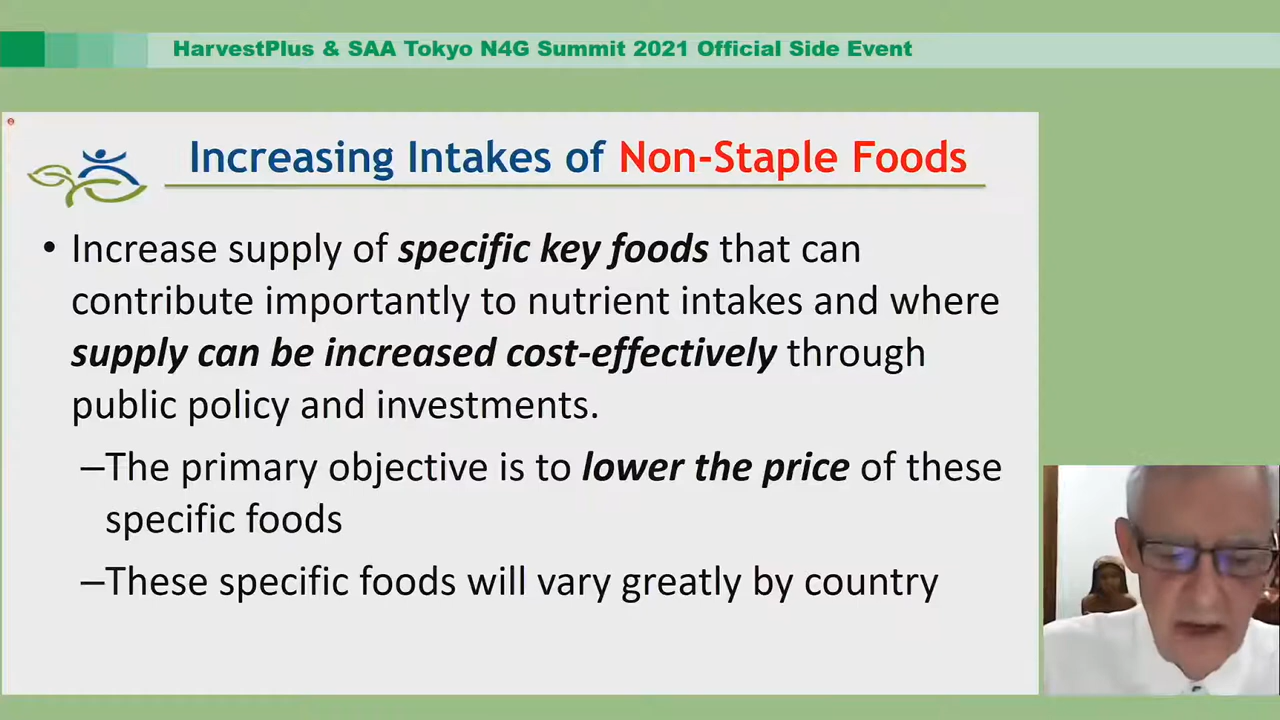 HarvestPlus & SAA Tokyo N4G Summit 2021 Official Side Event
Increasing Intakes of Non-Staple Foods
• Increase supply of specific key foods that can
contribute importantly to nutrient intakes and where
supply can be increased cost-effectively through
public policy and investments.
–The primary objective is to lower the price of these
specific foods
–These specific foods will vary greatly by country